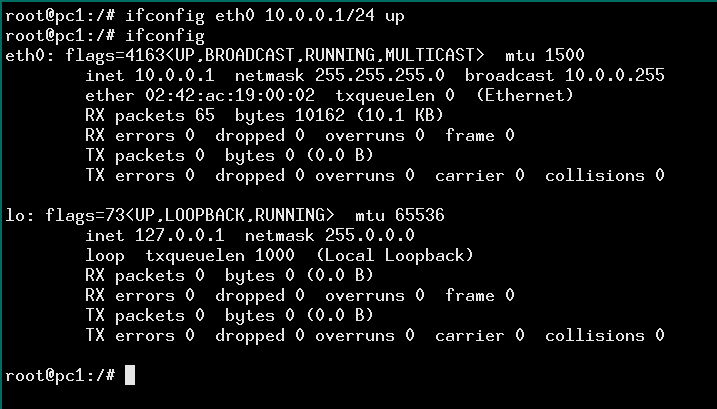 root@pc1:/# ifconfig eth0 10.0.0.1/24 up
root@pc1:/# ifconfig
eth0: flags=4163<UP,BROADCAST,RUNNING,MULTICAST>  mtu 1500
        inet 10.0.0.1  netmask 255.255.255.0  broadcast 10.0.0.255
        ether 02:42:ac:19:00:02  txqueuelen 0  (Ethernet)
        RX packets 65  bytes 10162 (10.1 KB)
        RX errors 0  dropped 0  overruns 0  frame 0
        TX packets 0  bytes 0 (0.0 B)
        TX errors 0  dropped 0 overruns 0  carrier 0  collisions 0

lo: flags=73<UP,LOOPBACK,RUNNING>  mtu 65536
        inet 127.0.0.1  netmask 255.0.0.0
        loop  txqueuelen 1000  (Local Loopback)
        RX packets 0  bytes 0 (0.0 B)
        RX errors 0  dropped 0  overruns 0  frame 0
        TX packets 0  bytes 0 (0.0 B)
        TX errors 0  dropped 0 overruns 0  carrier 0  collisions 0

root@pc1:/#